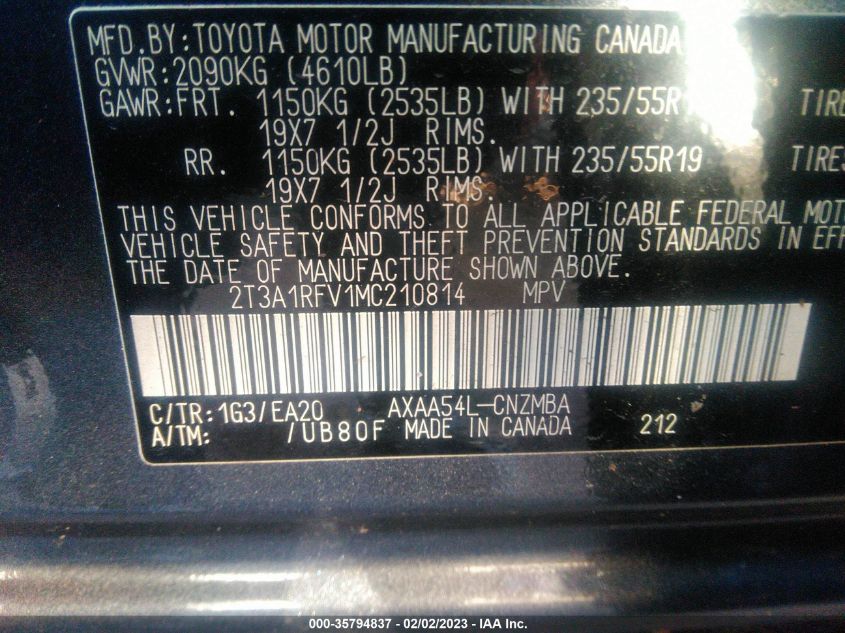 MFD.BY:TOYOTA MOTOR MANUFACTURING CANADA
GVWR:2090KG (4610LB)
GAWR:FRT. 1150KG (2535LB) WITH 235/55R1 TIRE
19X7 1/2J RIMS.
RR. 1150KG (2535LB) WITH 235/55R19 TIRES
19X7 1/2J RIMS.
THIS VEHICLE CONFORMS TO ALL APPLICABLE FEDERAL MOT
VEHICLE SAFETY AND THEFT PREVENTION STANDARDS IN EFF
THE DATE OF MANUFACTURE SHOWN ABOVE.
2T3A1RFV1MC210814 MPV
C/TR:1G3/EA20 AXAA54L-CNZMBA
A/TM: /UB80F MADE IN CANADA 212
000-35794837 - 02/02/2023 - IAA Inc.